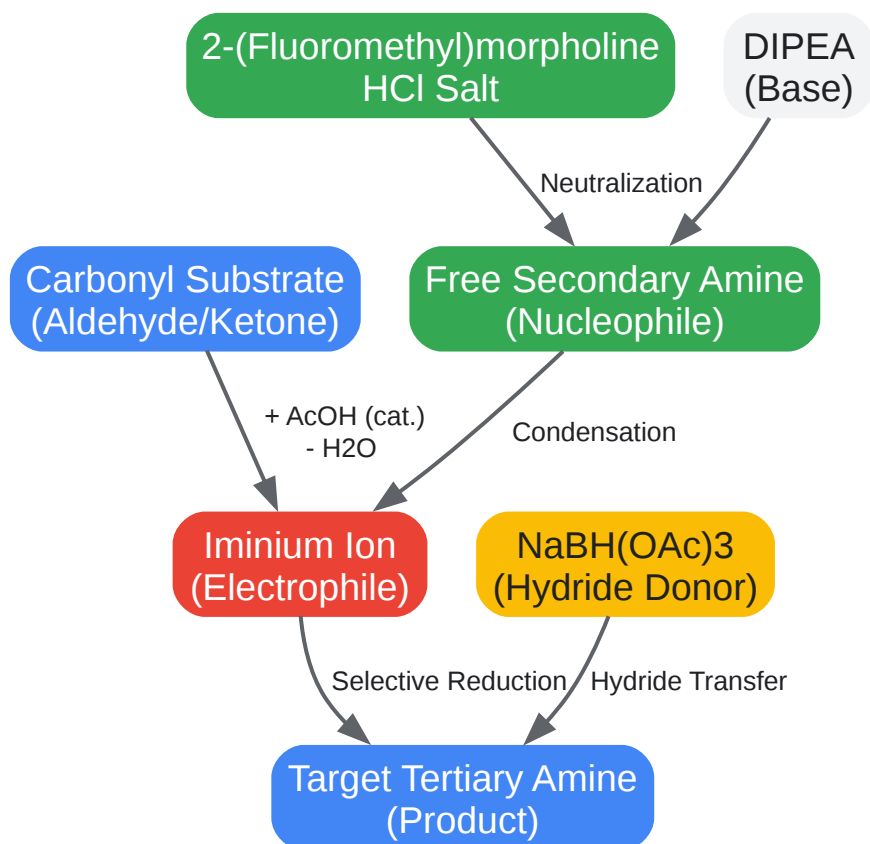 2-(Fluoromethyl)morpholine
HCl Salt
DIPEA
(Base)
Neutralization
Carbonyl Substrate
(Aldehyde/Ketone)
Free Secondary Amine
(Nucleophile)
+ AcOH (cat.)
- H2O
Condensation
Iminium Ion
(Electrophile)
NaBH(OAc)3
(Hydride Donor)
Selective Reduction
Hydride Transfer
Target Tertiary Amine
(Product)